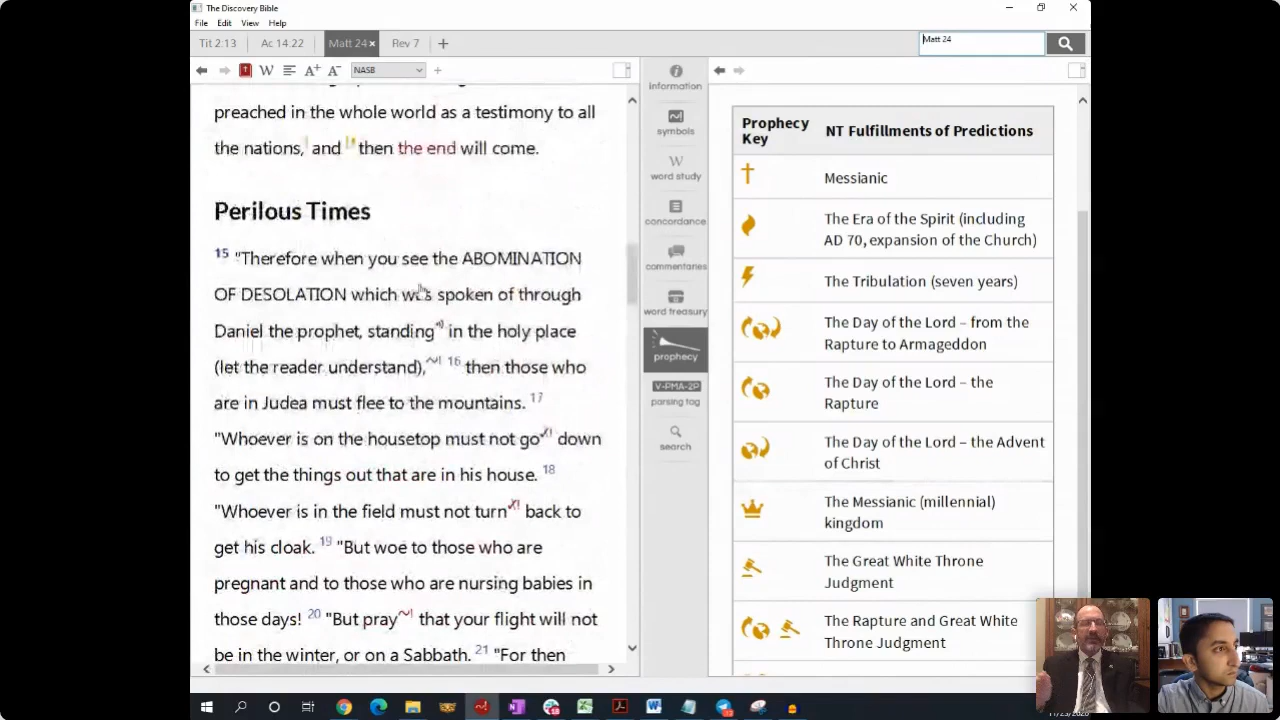 The Discovery Bible
File Edit View Help
Tit 2:13 Ac 14.22 Matt 24 × Rev 7 +
Matt 24
W A+ A- NASB +
preached in the whole world as a testimony to all
the nations, and then the end will come.
Perilous Times
15 "Therefore when you see the ABOMINATION
OF DESOLATION which was spoken of through
Daniel the prophet, standing in the holy place
(let the reader understand), 16 then those who
are in Judea must flee to the mountains. 17
"Whoever is on the housetop must not go down
to get the things out that are in his house. 18
"Whoever is in the field must not turn back to
get his cloak. 19 "But woe to those who are
pregnant and to those who are nursing babies in
those days! 20 "But pray that your flight will not
be in the winter, or on a Sabbath. 21 "For then
information
symbols
W
word study
concordance
commentaries
word treasury
prophecy
V-PMA-2P
parsing tag
search
Prophecy Key NT Fulfillments of Predictions
Messianic
The Era of the Spirit (including
AD 70, expansion of the Church)
The Tribulation (seven years)
The Day of the Lord – from the
Rapture to Armageddon
The Day of the Lord – the
Rapture
The Day of the Lord – the Advent
of Christ
The Messianic (millennial)
kingdom
The Great White Throne
Judgment
The Rapture and Great White
Throne Judgment